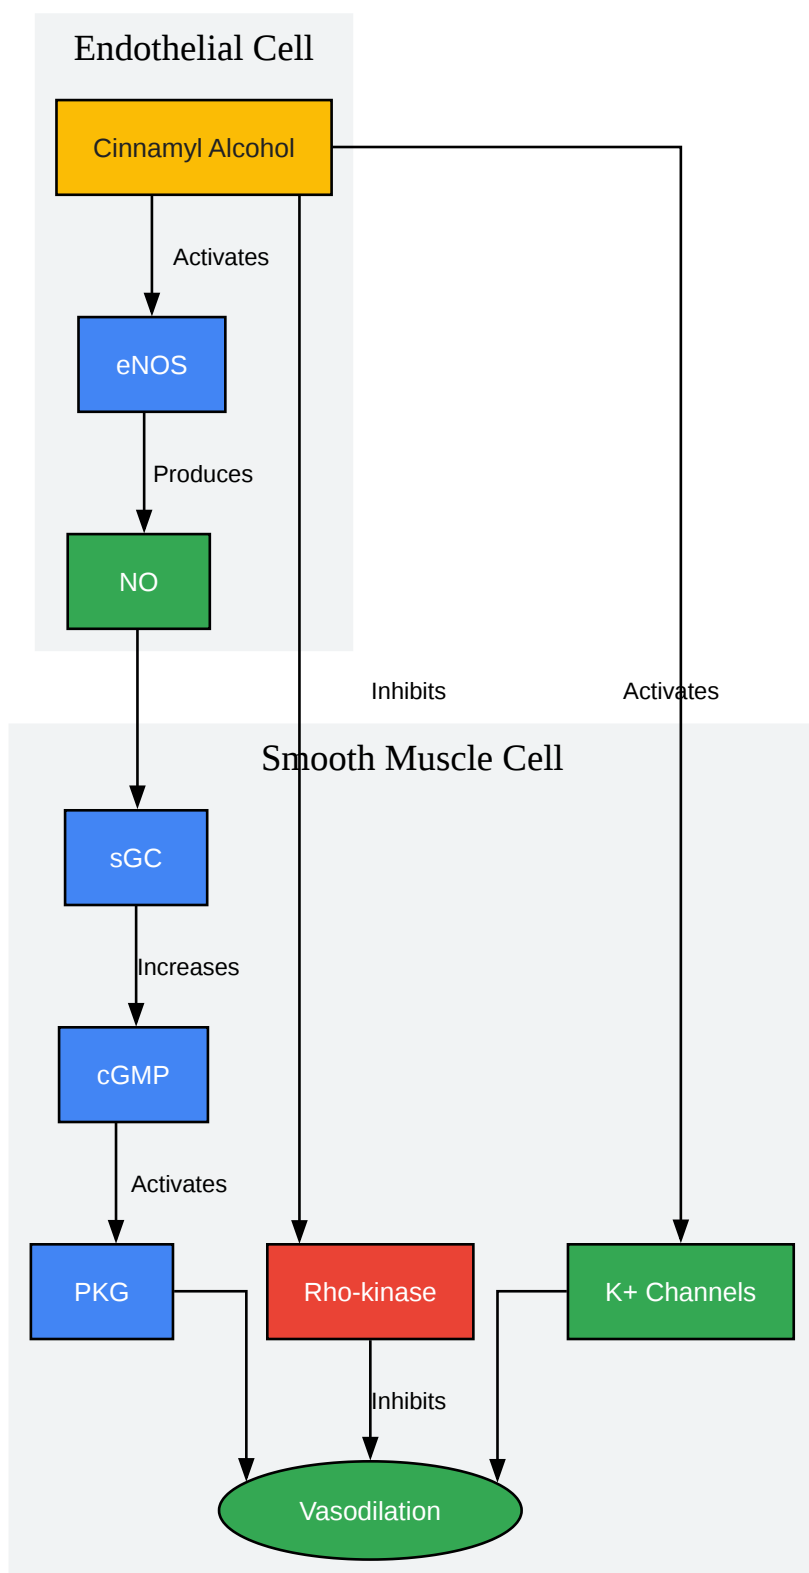 Endothelial Cell
Cinnamyl Alcohol
Activates
eNOS
Produces
NO
Inhibits
Activates
Smooth Muscle Cell
sGC
Increases
cGMP
Activates
PKG
Rho-kinase
K+ Channels
Inhibits
Vasodilation